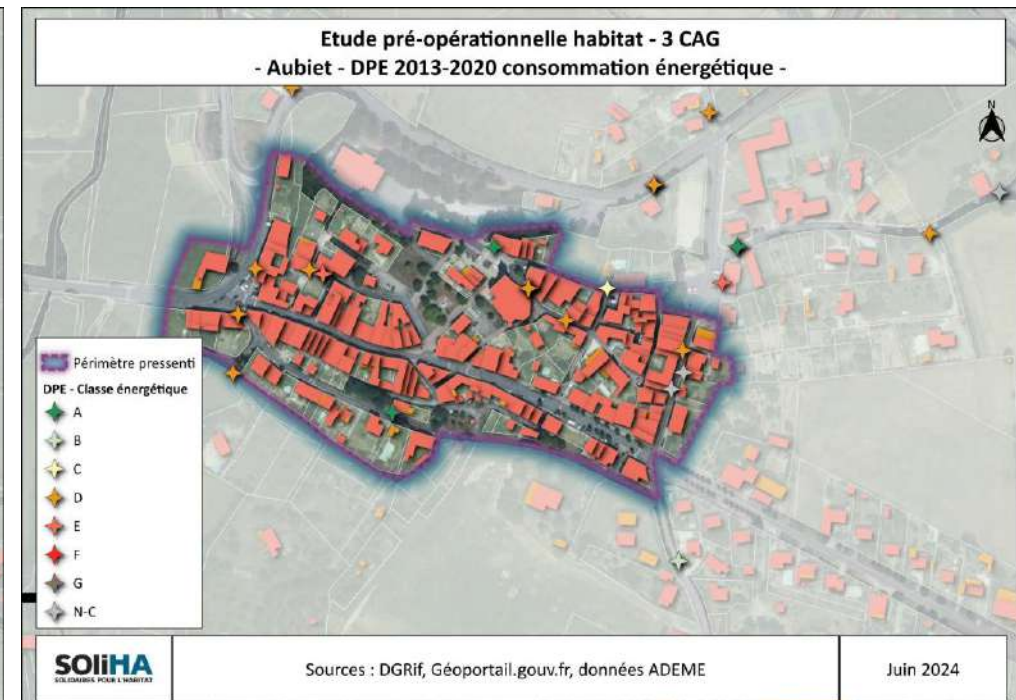 Etude pré-opérationnelle habitat - 3 CAG
- Aubiet - DPE 2013-2020 consommation énergétique -
N
Périmètre pressenti
DPE - Classe énergétique
A
B
C
D
E
F
G
N-C
SOliHA
SOLIDAIRES POUR L'HABITAT
Sources : DGRif, Géoportail.gouv.fr, données ADEME
Juin 2024